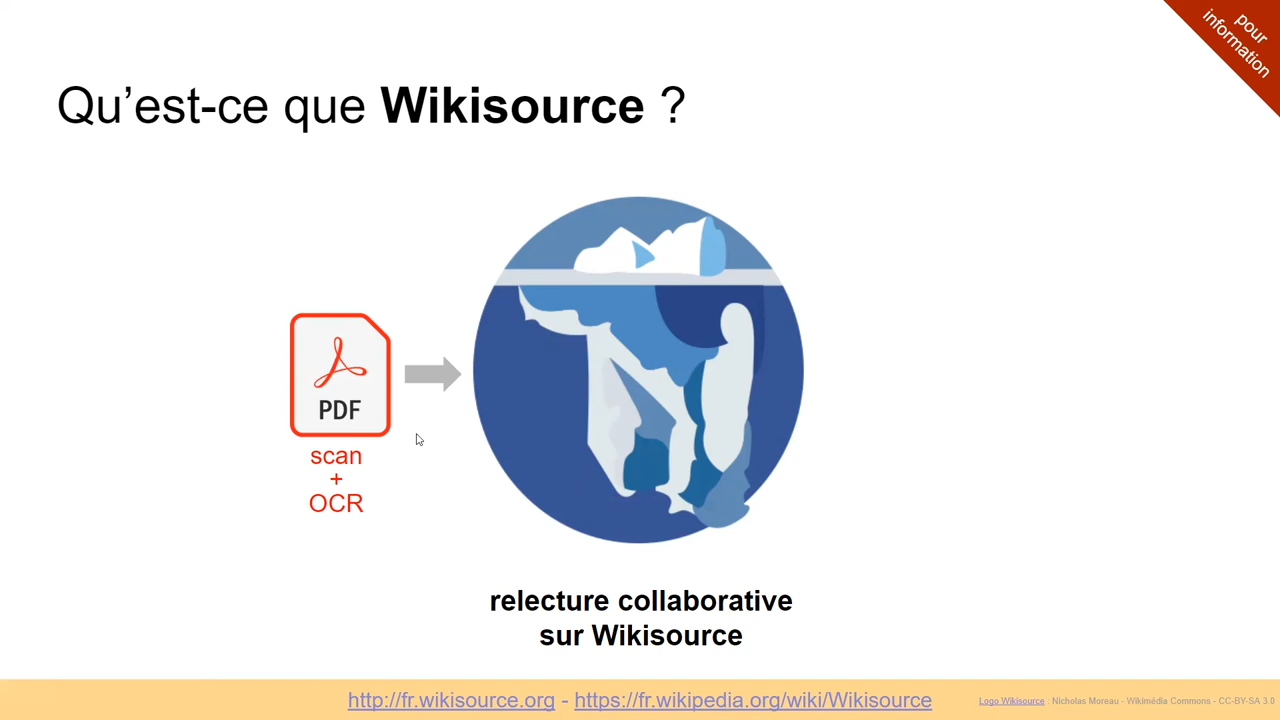 pour
information
Qu’est-ce que Wikisource ?
PDF
scan
+
OCR
relecture collaborative
sur Wikisource
http://fr.wikisource.org - https://fr.wikipedia.org/wiki/Wikisource
Logo Wikisource : Nicholas Moreau - Wikimédia Commons - CC-BY-SA 3.0